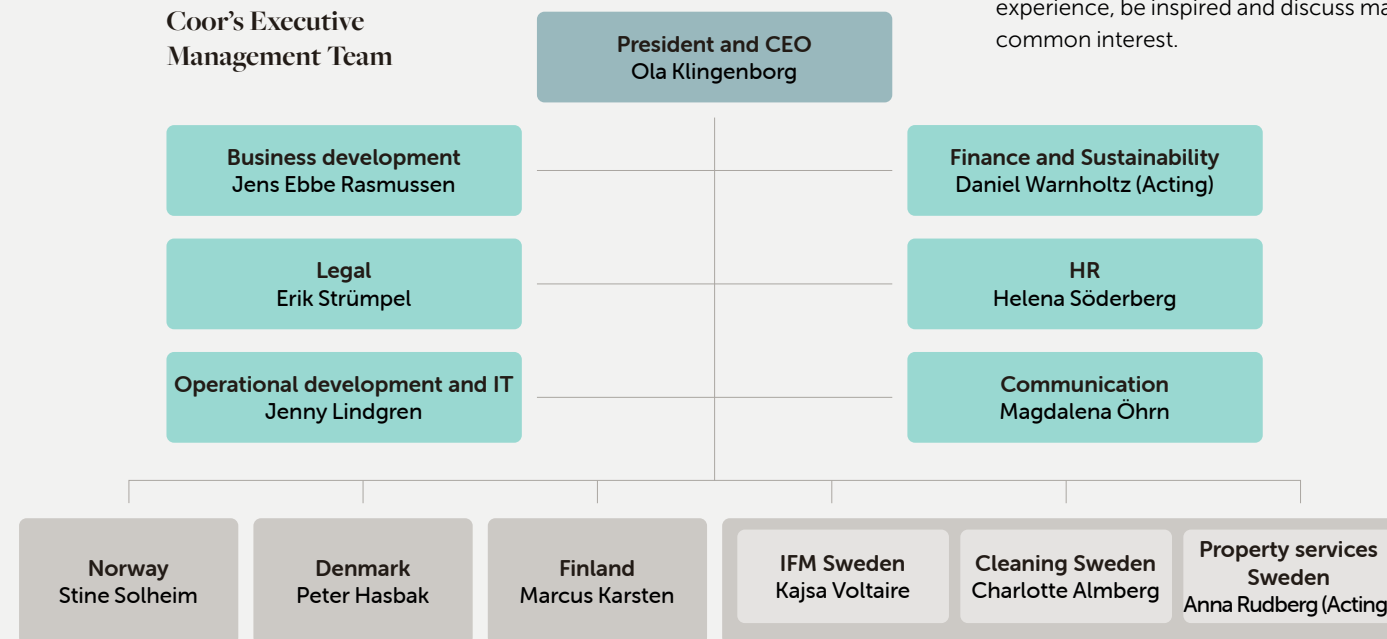 Coor's Executive
Management Team
experience, be inspired and discuss
common interest.
President and CEO
Ola Klingenborg
Business development
Jens Ebbe Rasmussen
Finance and Sustainability
Daniel Warnholtz (Acting)
Legal
Erik Strümpel
HR
Helena Söderberg
Operational development and IT
Jenny Lindgren
Communication
Magdalena Öhrn
Norway
Stine Solheim
Denmark
Peter Hasbak
Finland
Marcus Karsten
IFM Sweden
Kajsa Voltaire
Cleaning Sweden
Charlotte Almberg
Property services
Sweden
Anna Rudberg (Acting